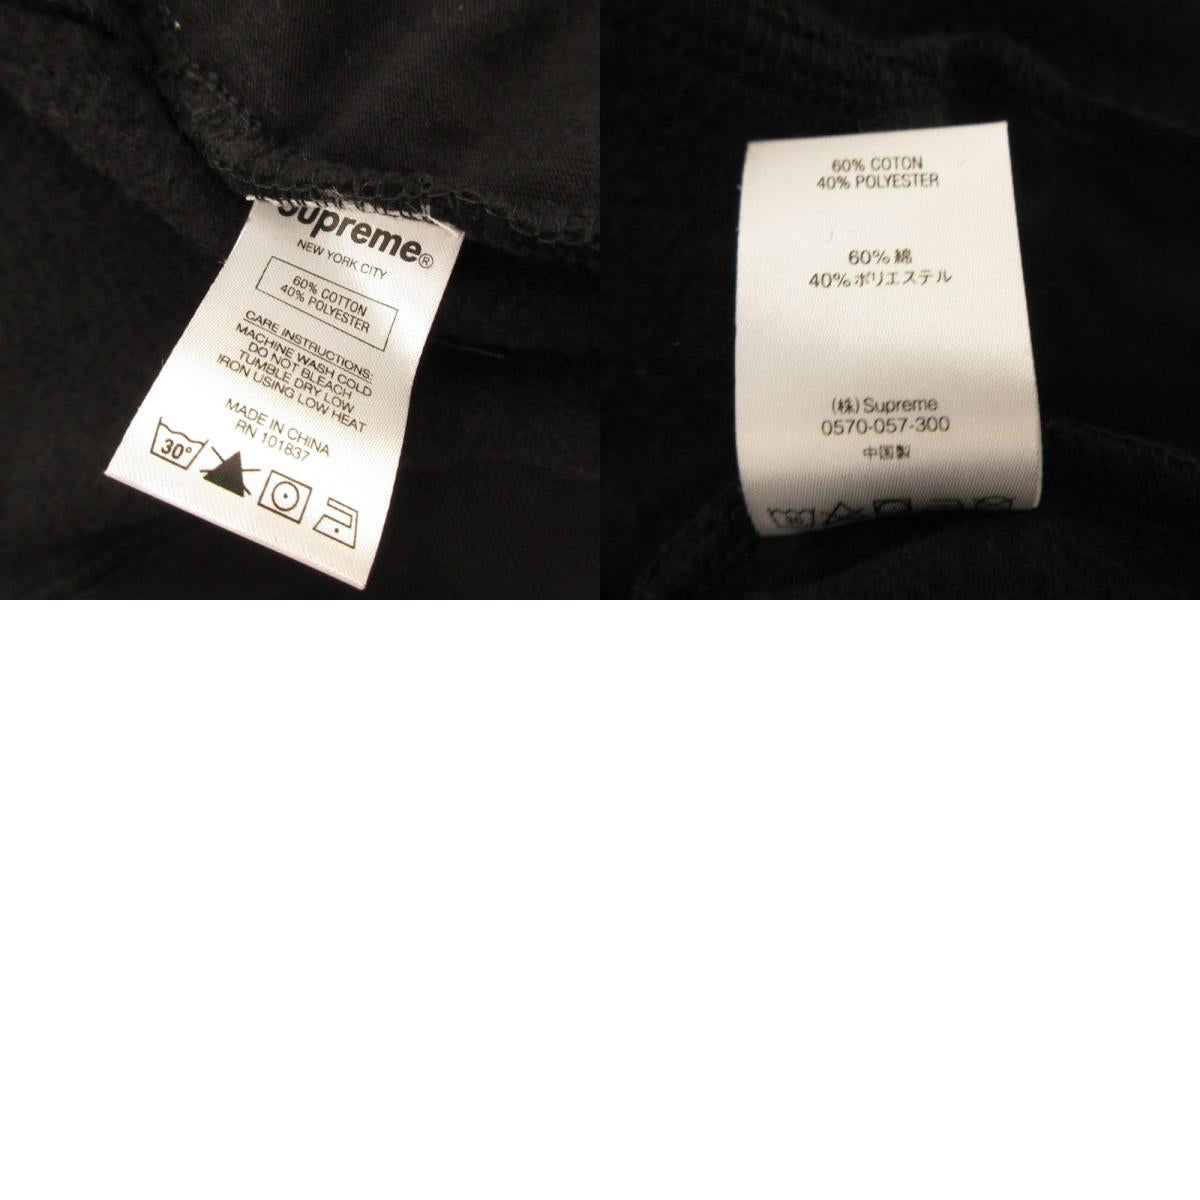 Supreme®
NEW YORK CITY
60% COTTON
40% POLYESTER
CARE INSTRUCTIONS:
MACHINE WASH COLD
DO NOT BLEACH
TUMBLE DRY LOW
IRON USING LOW HEAT
MADE IN CHINA
RN 101837
30°
60% COTON
40% POLYESTER
60% 綿
40% ポリエステル
(株) Supreme
0570-057-300
中国製
30